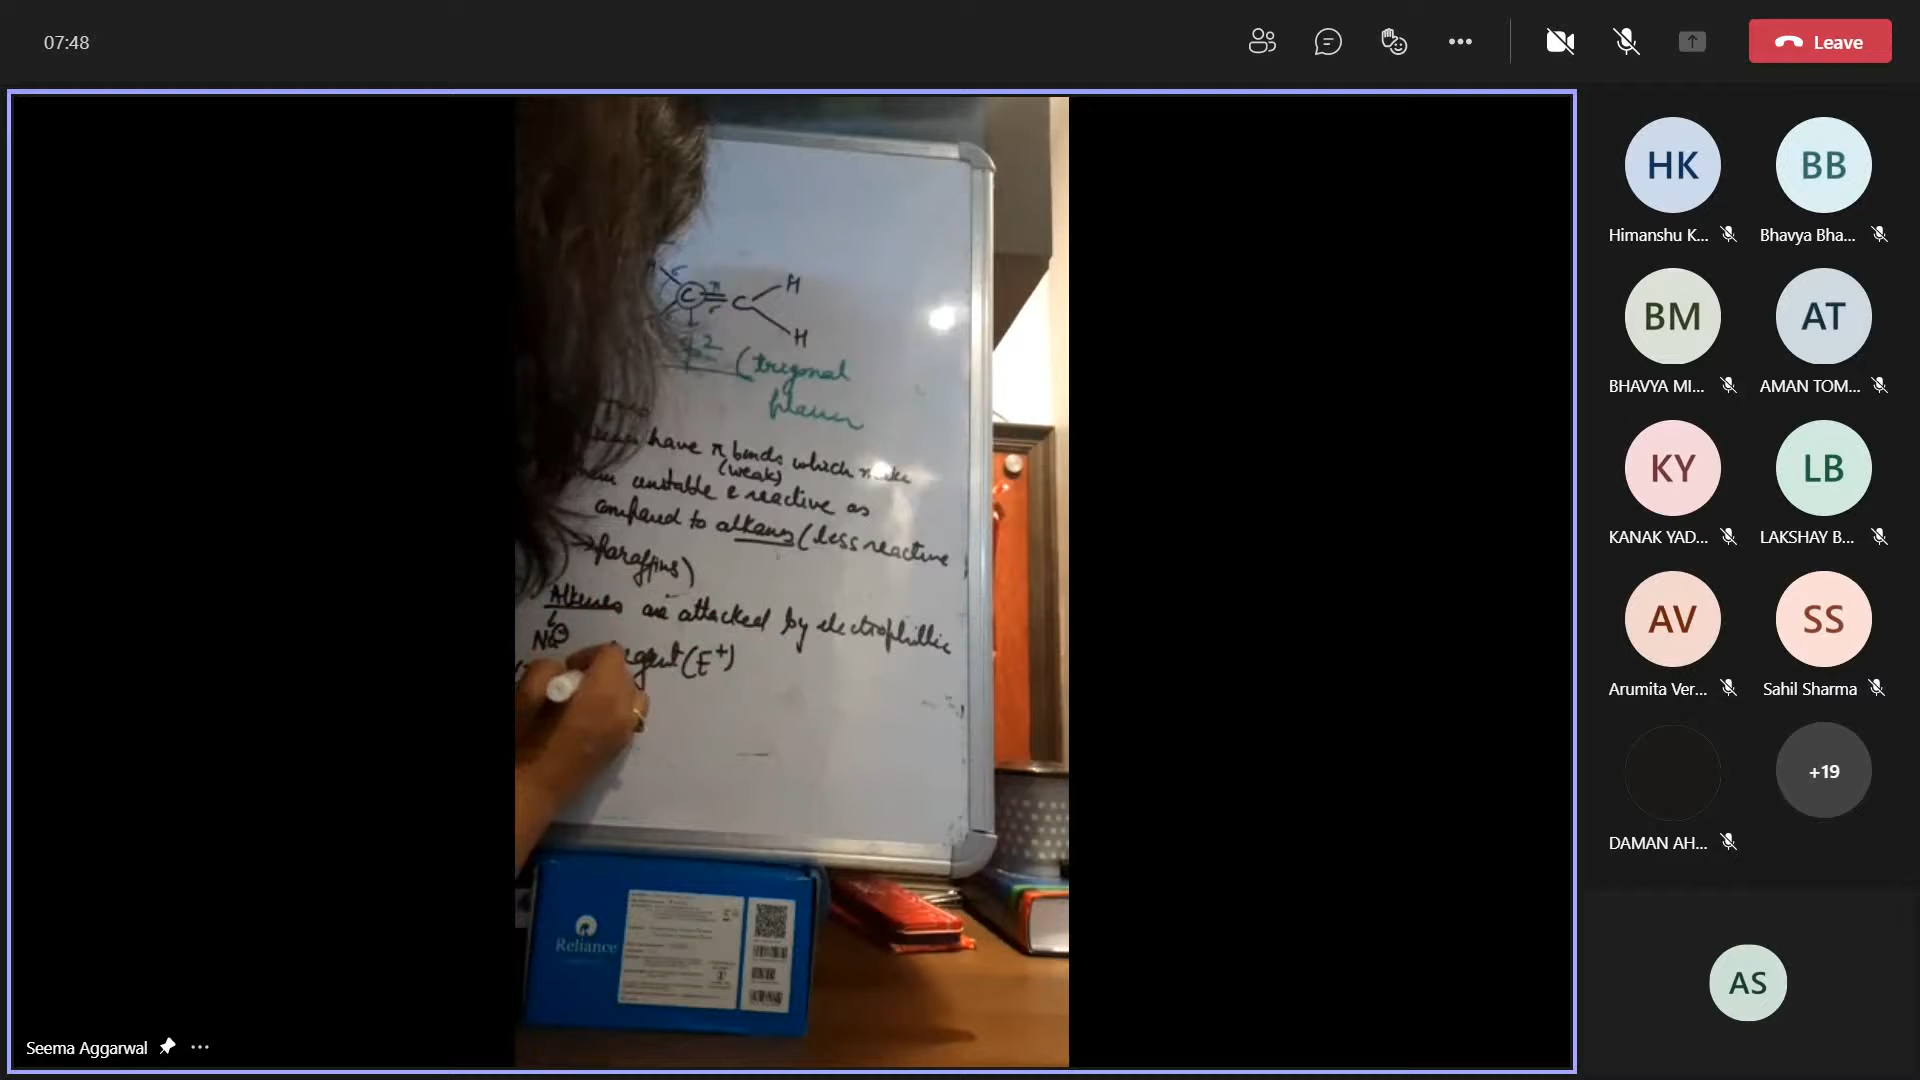 07:48
Leave
HK
BB
Himanshu K...
Bhavya Bha...
BM
AT
BHAVYA MI...
AMAN TOM...
KY
LB
KANAK YAD...
LAKSHAY B...
AV
SS
Arumita Ver...
Sahil Sharma
+19
DAMAN AH...
AS
σ
C
π
σ
C
H
H
sp2
(trigonal
planar
have π bonds which make
(weak)
unstable & reactive as
compared to alkanes (less reactive
→ Paraffins)
Alkenes are attacked by electrophillic
Nu⊖
(E+)
Reliance
Seema Aggarwal